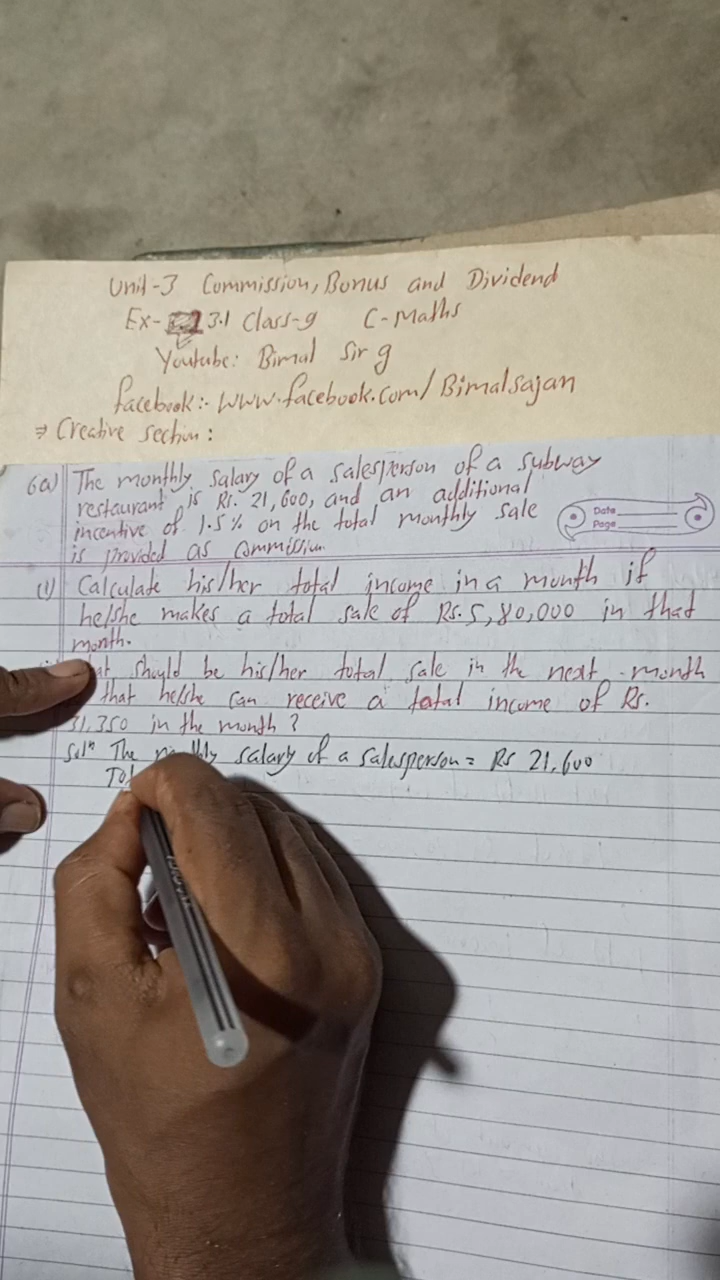 Unit-3 Commission, Bonus and Dividend
Ex- 3.1 Class-9 C-Maths
Youtube: Bimal Sir g
facebook:- www.facebook.com/Bimalsajan
⇒ Creative section:
6a) The monthly salary of a salesperson of a subway
restaurant is Rs. 21,600, and an additional
incentive of 1.5% on the total monthly sale
is provided as commission
Date
Page
(i) Calculate his/her total income in a month if
he/she makes a total sale of Rs. 5,80,000 in that
month.
should be his/her total sale in the next month
that he/she can receive a total income of Rs.
31,350 in the month?
Solⁿ The salary of a salesperson = Rs 21,600